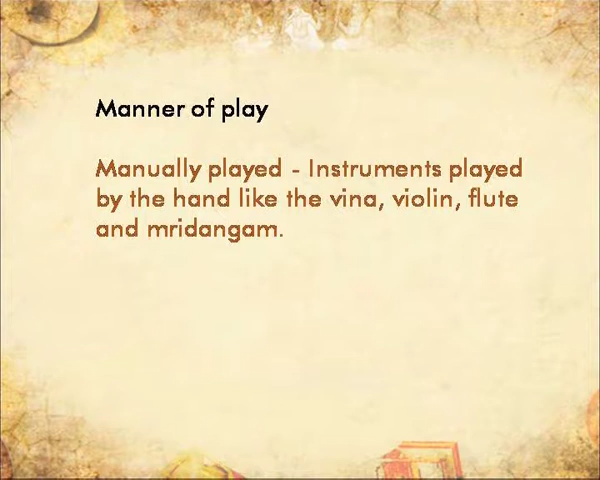 Manner of play
Manually played - Instruments played
by the hand like the vina, violin, flute
and mridangam.